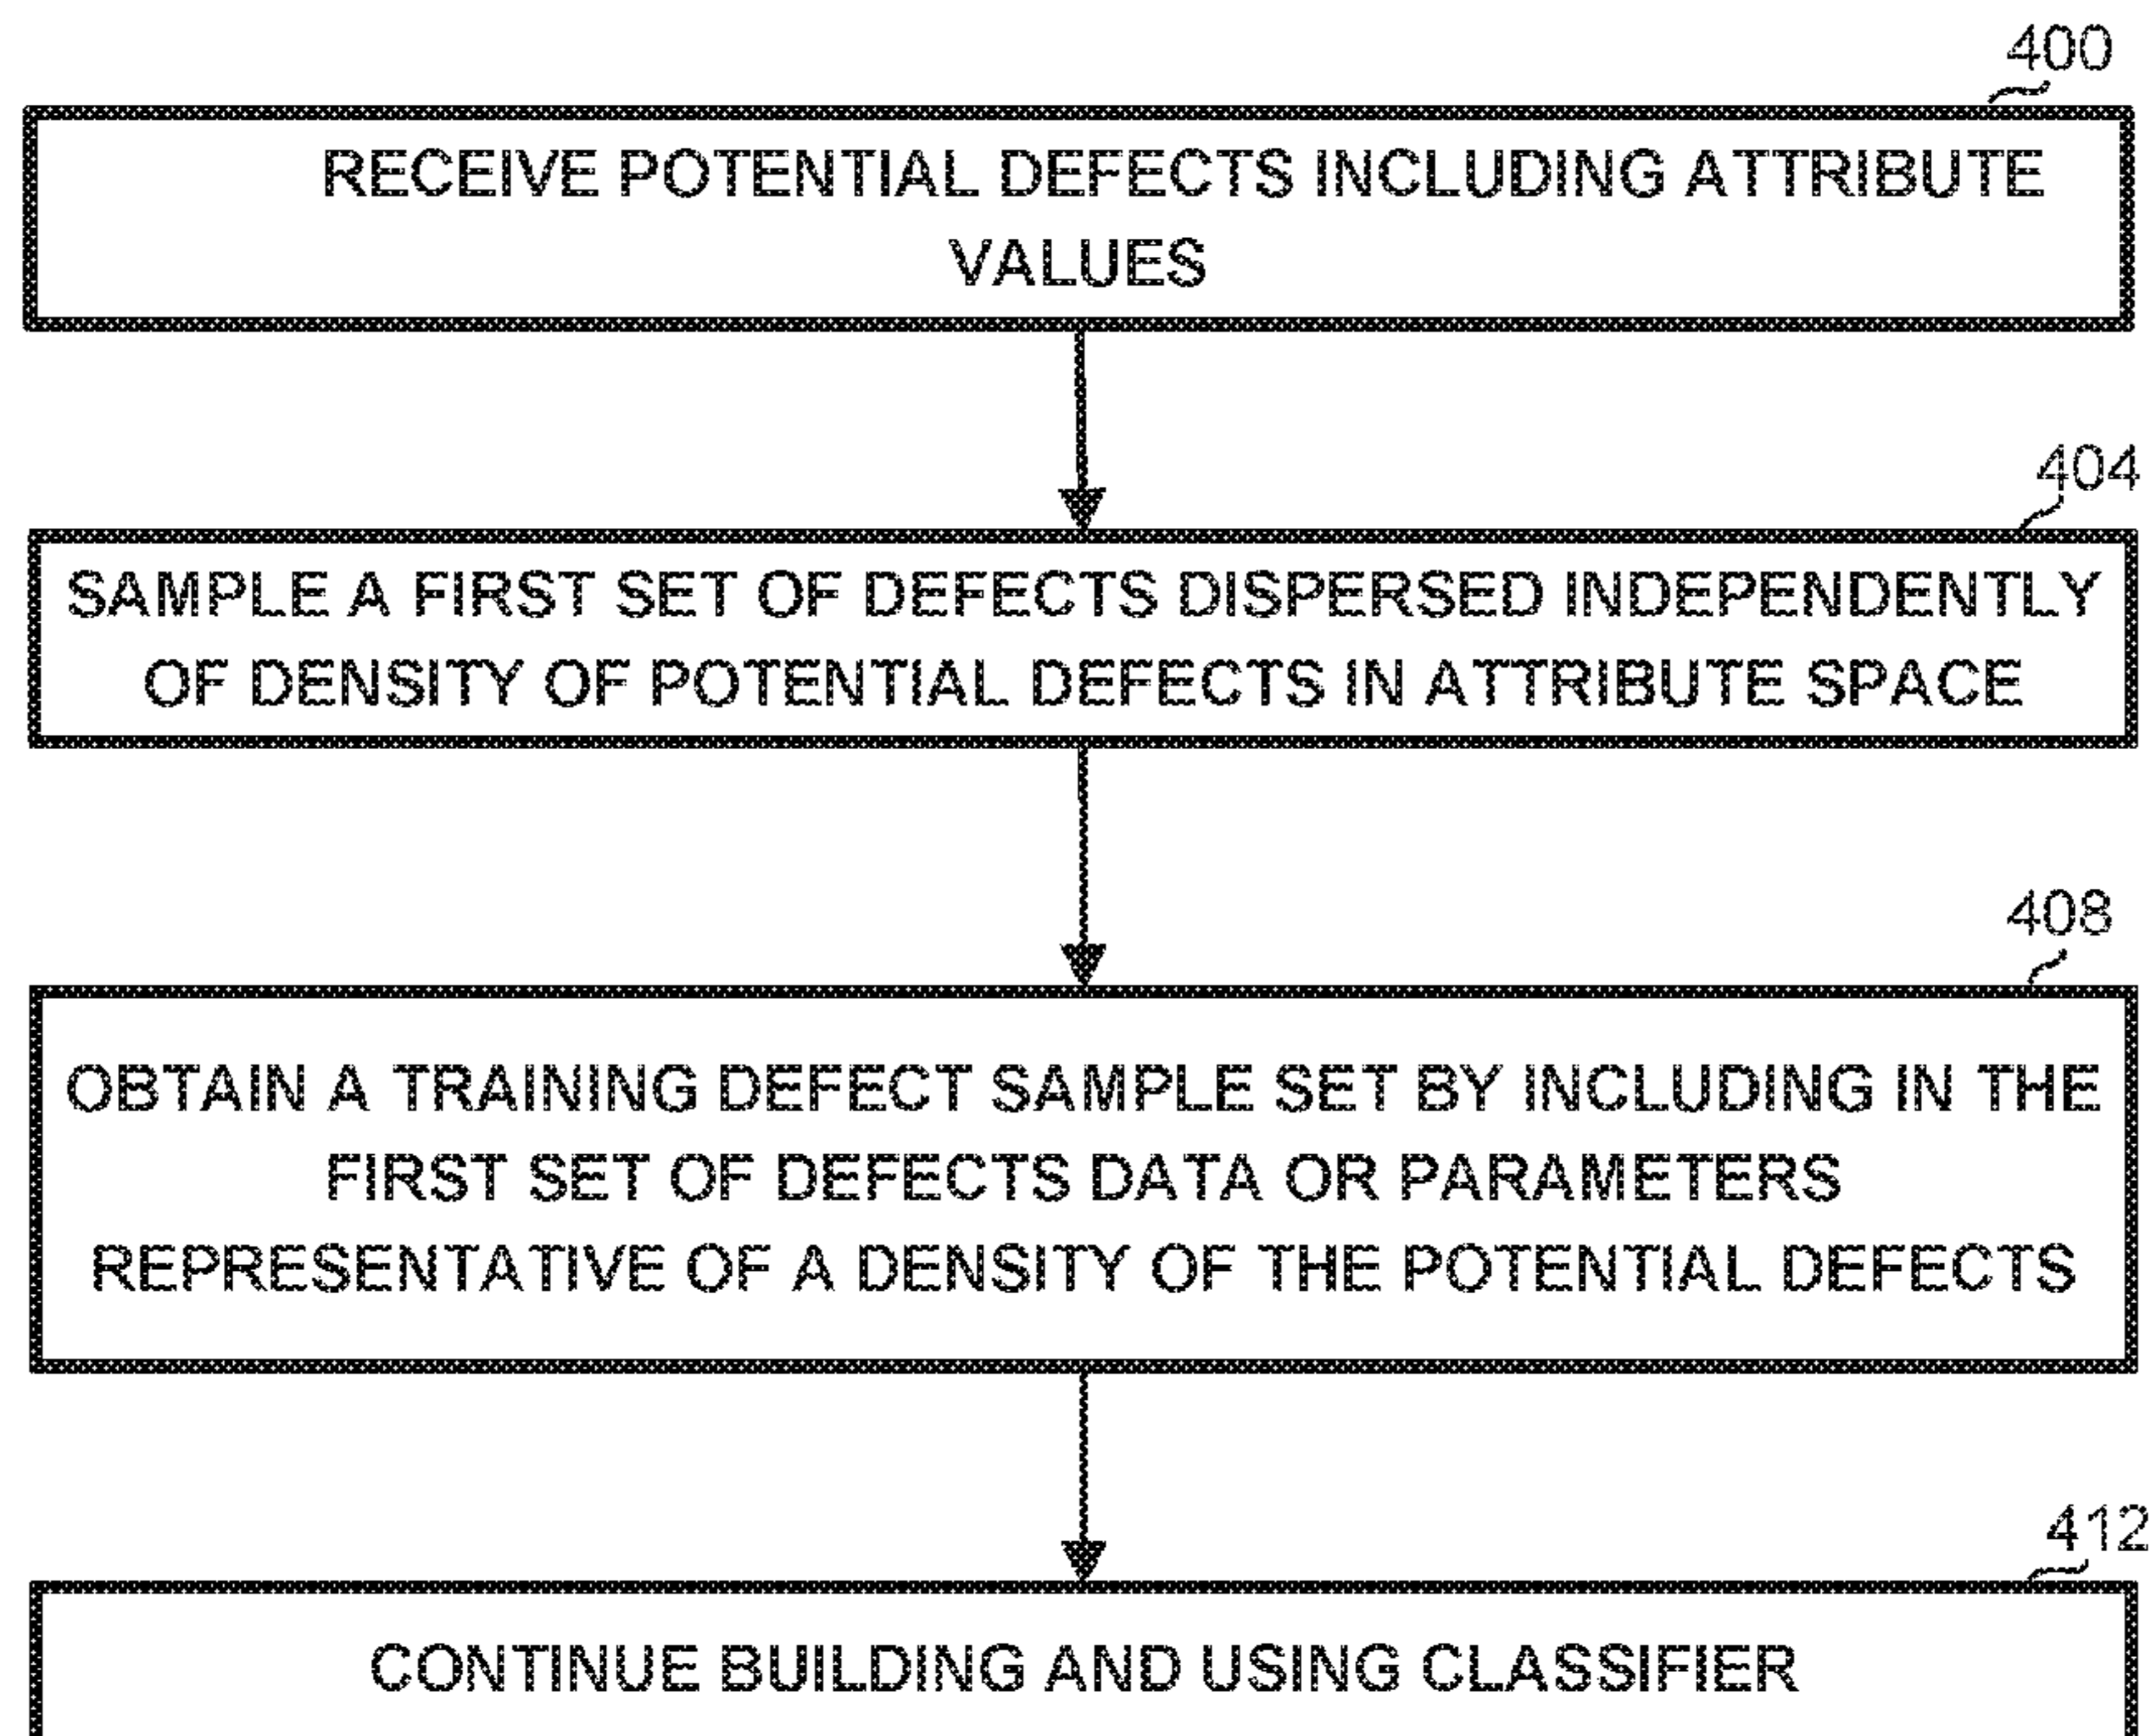 400
RECEIVE POTENTIAL DEFECTS INCLUDING ATTRIBUTE
VALUES
404
SAMPLE A FIRST SET OF DEFECTS DISPERSED INDEPENDENTLY
OF DENSITY OF POTENTIAL DEFECTS IN ATTRIBUTE SPACE
408
OBTAIN A TRAINING DEFECT SAMPLE SET BY INCLUDING IN THE
FIRST SET OF DEFECTS DATA OR PARAMETERS
REPRESENTATIVE OF A DENSITY OF THE POTENTIAL DEFECTS
412
CONTINUE BUILDING AND USING CLASSIFIER